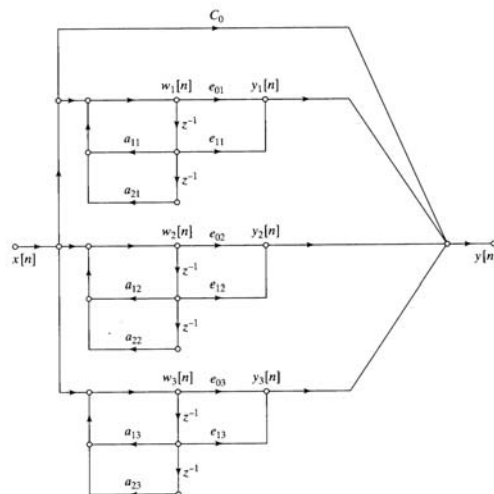 C₀
w₁[n] e₀₁ y₁[n]
z⁻¹
a₁₁ e₁₁
z⁻¹
a₂₁
w₂[n] e₀₂ y₂[n]
x[n] y[n
z⁻¹
a₁₂ e₁₂
z⁻¹
a₂₂
w₃[n] e₀₃ y₃[n]
z⁻¹
a₁₃ e₁₃
z⁻¹
a₂₃